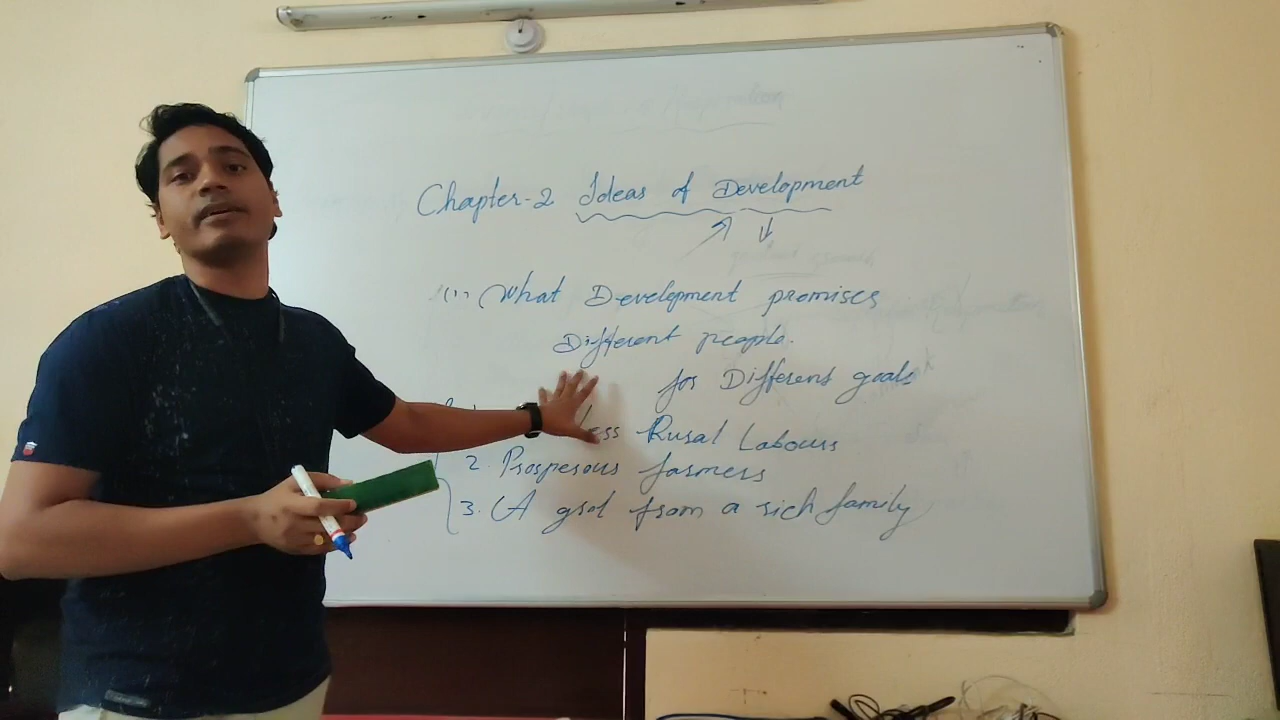 Chapter-2 Ideas of Development
(1) What Development promises
Different people.
for Different goals
less Rural Labours
2. Prosperous farmers
3. A girl from a rich family